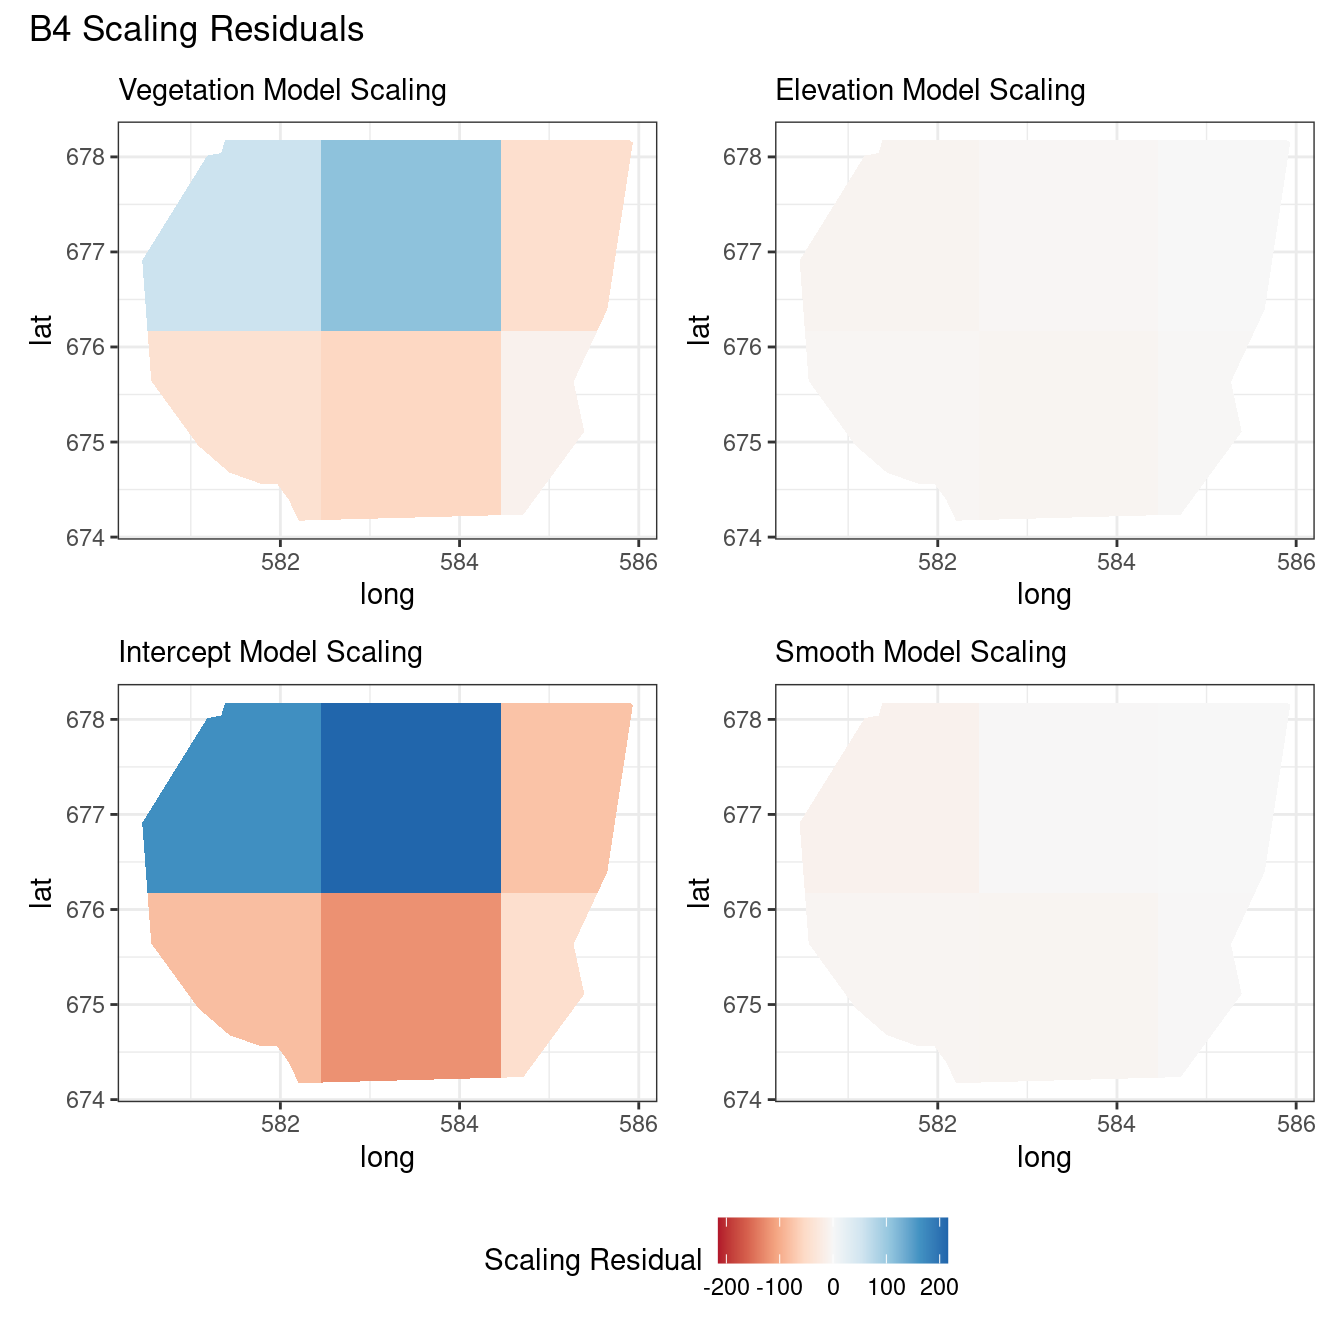 B4 Scaling Residuals
Vegetation Model Scaling
678
677
676
675
674
lat
582 584 586
long
Elevation Model Scaling
678
677
676
675
674
lat
582 584 586
long
Intercept Model Scaling
678
677
676
675
674
lat
582 584 586
long
Smooth Model Scaling
678
677
676
675
674
lat
582 584 586
long
Scaling Residual
-200 -100 0 100 200